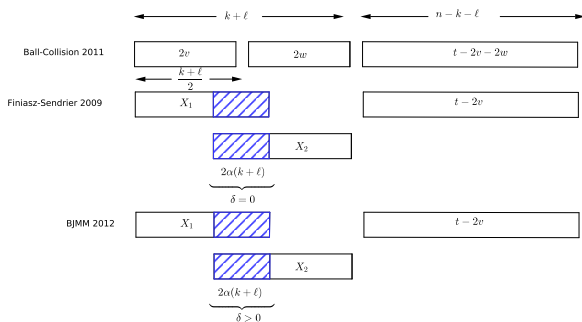 k + ℓ n − k − ℓ
Ball-Collision 2011 2v 2w t − 2v − 2w
k + ℓ
2
Finiasz-Sendrier 2009 X₁ t − 2v
X₂
2α(k + ℓ)
δ = 0
BJMM 2012 X₁ t − 2v
X₂
2α(k + ℓ)
δ > 0